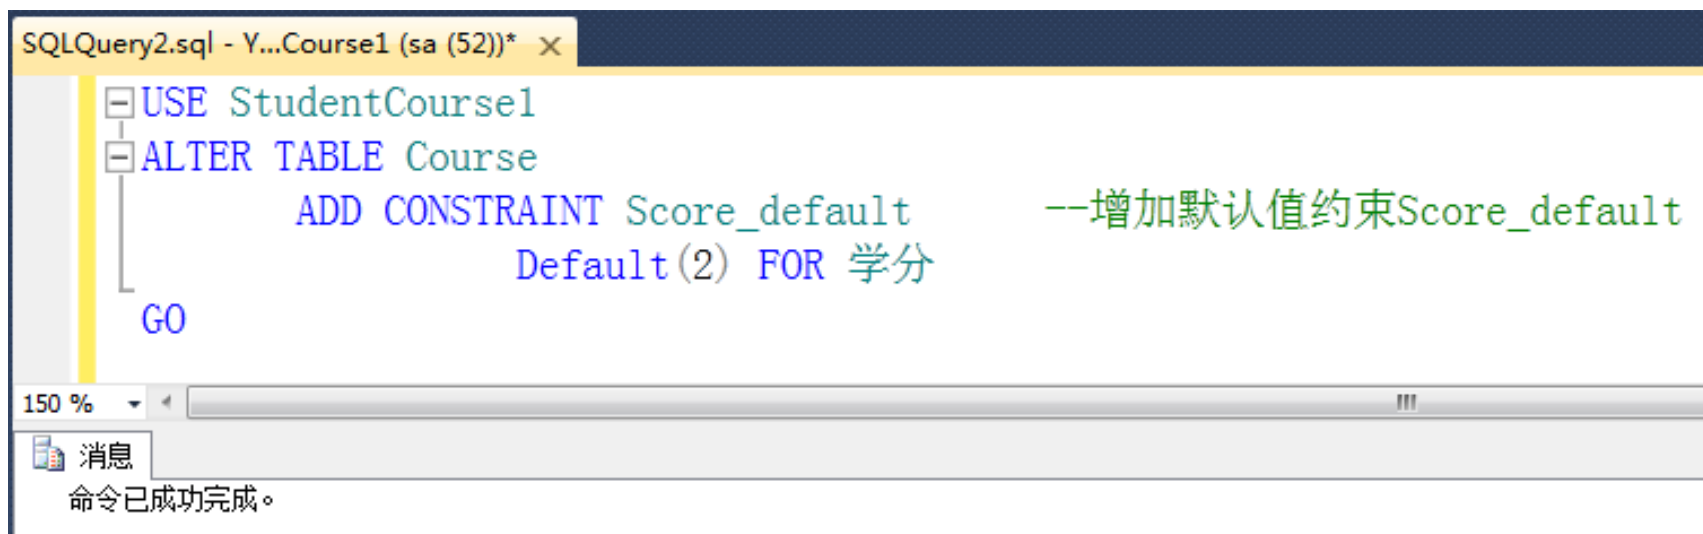 SQLQuery2.sql - Y...Course1 (sa (52))*
USE StudentCourse1
ALTER TABLE Course
ADD CONSTRAINT Score_default --增加默认值约束Score_default
Default(2) FOR 学分
GO
150 %
消息
命令已成功完成。